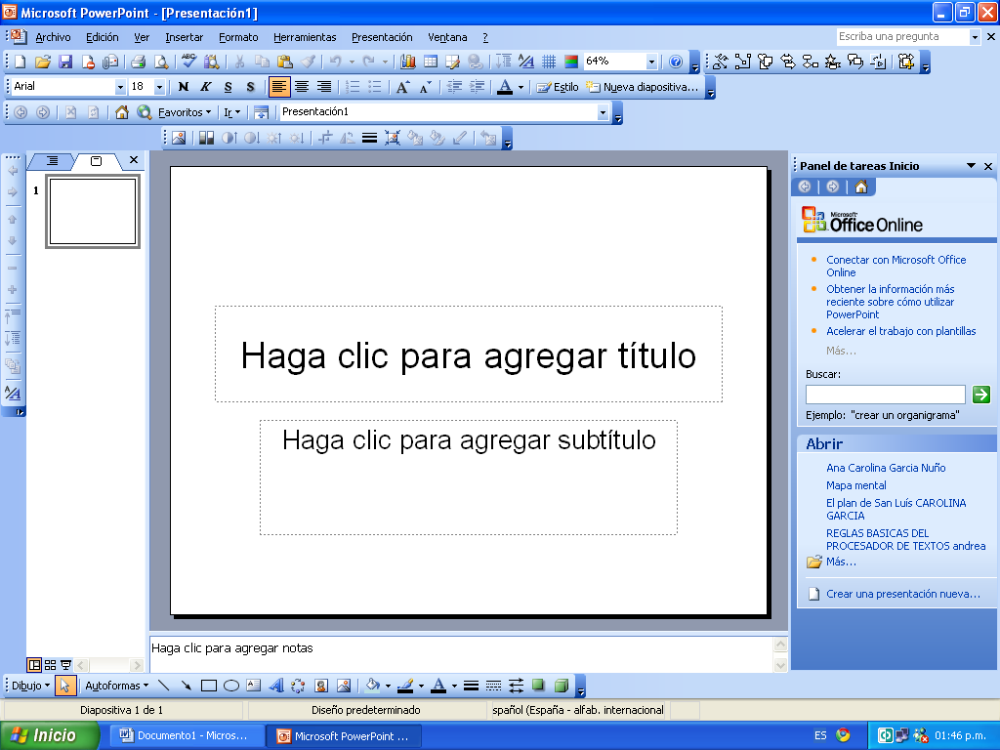 Microsoft PowerPoint - [Presentación1]
Archivo Edición Ver Insertar Formato Herramientas Presentación Ventana ? Escriba una pregunta
64%
Arial 18 N K S S Estilo Nueva diapositiva...
Favoritos Ir Presentación1
1
Haga clic para agregar título
Haga clic para agregar subtítulo
Haga clic para agregar notas
Panel de tareas Inicio
Microsoft
Office Online
Conectar con Microsoft Office
Online
Obtener la información más
reciente sobre cómo utilizar
PowerPoint
Acelerar el trabajo con plantillas
Más...
Buscar:
Ejemplo: "crear un organigrama"
Abrir
Ana Carolina Garcia Nuño
Mapa mental
El plan de San Luís CAROLINA
GARCIA
REGLAS BASICAS DEL
PROCESADOR DE TEXTOS andrea
Más...
Crear una presentación nueva...
Dibujo Autoformas
Diapositiva 1 de 1 Diseño predeterminado spañol (España - alfab. internacional
Inicio Documento1 - Micros... Microsoft PowerPoint ... ES 01:46 p.m.